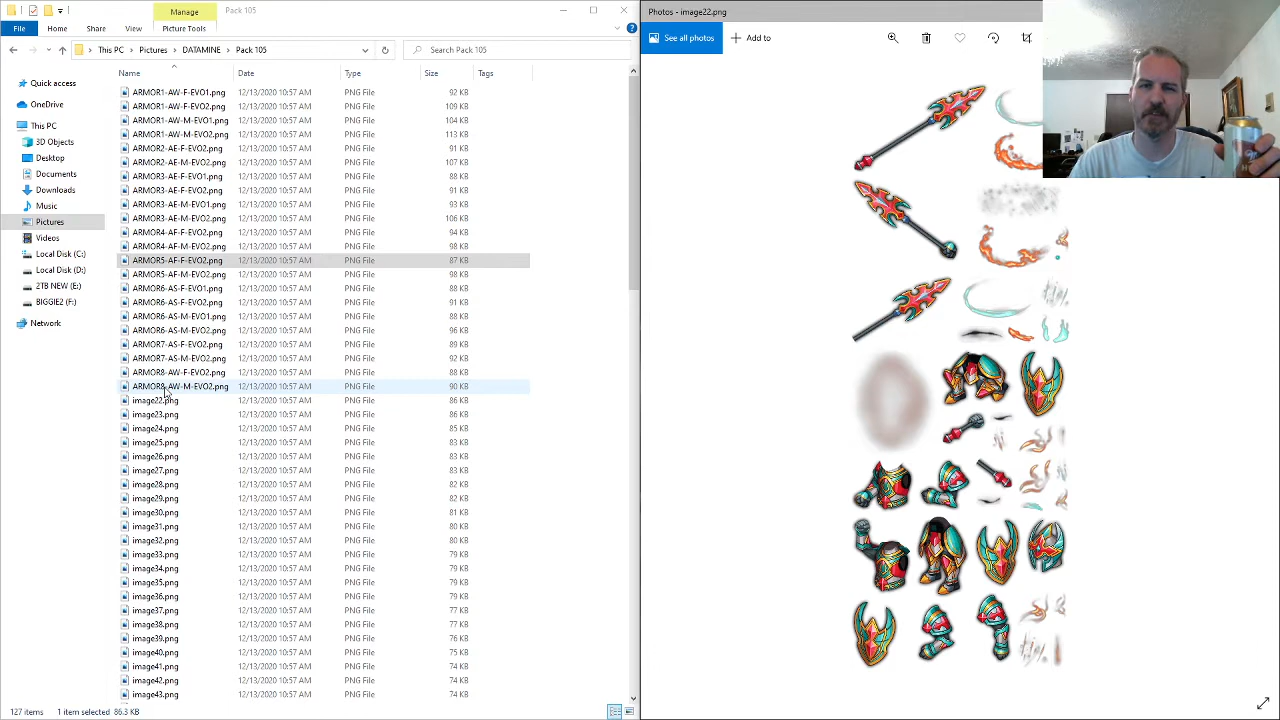 Manage
Pack 105
File
Home
Share
View
Picture Tools
This PC
Pictures
DATAMINE
Pack 105
Search Pack 105
Name
Date
Type
Size
Tags
Quick access
OneDrive
This PC
3D Objects
Desktop
Documents
Downloads
Music
Pictures
Videos
Local Disk (C:)
Local Disk (D:)
2TB NEW (E:)
BIGGIE2 (F:)
Network
ARMOR1-AW-F-EVO1.png 12/13/2020 10:57 AM PNG File 92 KB
ARMOR1-AW-F-EVO2.png 12/13/2020 10:57 AM PNG File 109 KB
ARMOR1-AW-M-EVO1.png 12/13/2020 10:57 AM PNG File 104 KB
ARMOR1-AW-M-EVO2.png 12/13/2020 10:57 AM PNG File 113 KB
ARMOR2-AE-F-EVO2.png 12/13/2020 10:57 AM PNG File 91 KB
ARMOR2-AE-M-EVO2.png 12/13/2020 10:57 AM PNG File 107 KB
ARMOR3-AE-F-EVO1.png 12/13/2020 10:57 AM PNG File 88 KB
ARMOR3-AE-F-EVO2.png 12/13/2020 10:57 AM PNG File 90 KB
ARMOR3-AE-M-EVO1.png 12/13/2020 10:57 AM PNG File 93 KB
ARMOR3-AE-M-EVO2.png 12/13/2020 10:57 AM PNG File 106 KB
ARMOR4-AF-F-EVO2.png 12/13/2020 10:57 AM PNG File 94 KB
ARMOR4-AF-M-EVO2.png 12/13/2020 10:57 AM PNG File 98 KB
ARMOR5-AF-F-EVO2.png 12/13/2020 10:57 AM PNG File 87 KB
ARMOR5-AF-M-EVO2.png 12/13/2020 10:57 AM PNG File 98 KB
ARMOR6-AS-F-EVO1.png 12/13/2020 10:57 AM PNG File 88 KB
ARMOR6-AS-F-EVO2.png 12/13/2020 10:57 AM PNG File 91 KB
ARMOR6-AS-M-EVO1.png 12/13/2020 10:57 AM PNG File 88 KB
ARMOR6-AS-M-EVO2.png 12/13/2020 10:57 AM PNG File 96 KB
ARMOR7-AS-F-EVO2.png 12/13/2020 10:57 AM PNG File 89 KB
ARMOR7-AS-M-EVO2.png 12/13/2020 10:57 AM PNG File 92 KB
ARMOR8-AW-F-EVO2.png 12/13/2020 10:57 AM PNG File 88 KB
ARMOR8-AW-M-EVO2.png 12/13/2020 10:57 AM PNG File 90 KB
image22.png 12/13/2020 10:57 AM PNG File 86 KB
image23.png 12/13/2020 10:57 AM PNG File 86 KB
image24.png 12/13/2020 10:57 AM PNG File 85 KB
image25.png 12/13/2020 10:57 AM PNG File 83 KB
image26.png 12/13/2020 10:57 AM PNG File 83 KB
image27.png 12/13/2020 10:57 AM PNG File 83 KB
image28.png 12/13/2020 10:57 AM PNG File 82 KB
image29.png 12/13/2020 10:57 AM PNG File 82 KB
image30.png 12/13/2020 10:57 AM PNG File 81 KB
image31.png 12/13/2020 10:57 AM PNG File 80 KB
image32.png 12/13/2020 10:57 AM PNG File 80 KB
image33.png 12/13/2020 10:57 AM PNG File 79 KB
image34.png 12/13/2020 10:57 AM PNG File 79 KB
image35.png 12/13/2020 10:57 AM PNG File 79 KB
image36.png 12/13/2020 10:57 AM PNG File 79 KB
image37.png 12/13/2020 10:57 AM PNG File 77 KB
image38.png 12/13/2020 10:57 AM PNG File 77 KB
image39.png 12/13/2020 10:57 AM PNG File 76 KB
image40.png 12/13/2020 10:57 AM PNG File 75 KB
image41.png 12/13/2020 10:57 AM PNG File 74 KB
image42.png 12/13/2020 10:57 AM PNG File 74 KB
image43.png 12/13/2020 10:57 AM PNG File 74 KB
127 items
1 item selected 86.3 KB
Photos - image22.png
See all photos
Add to